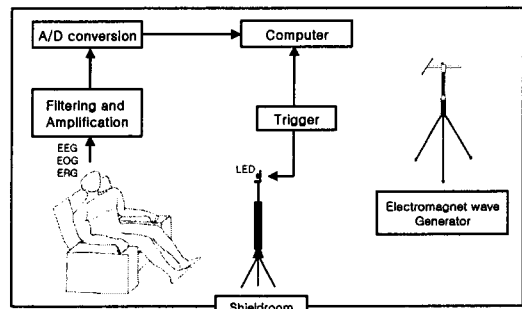 A/D conversion
Computer
Filtering and
Amplification
Trigger
EEG
EOG
ERG
LED
Electromagnet wave
Generator
Shieldroom